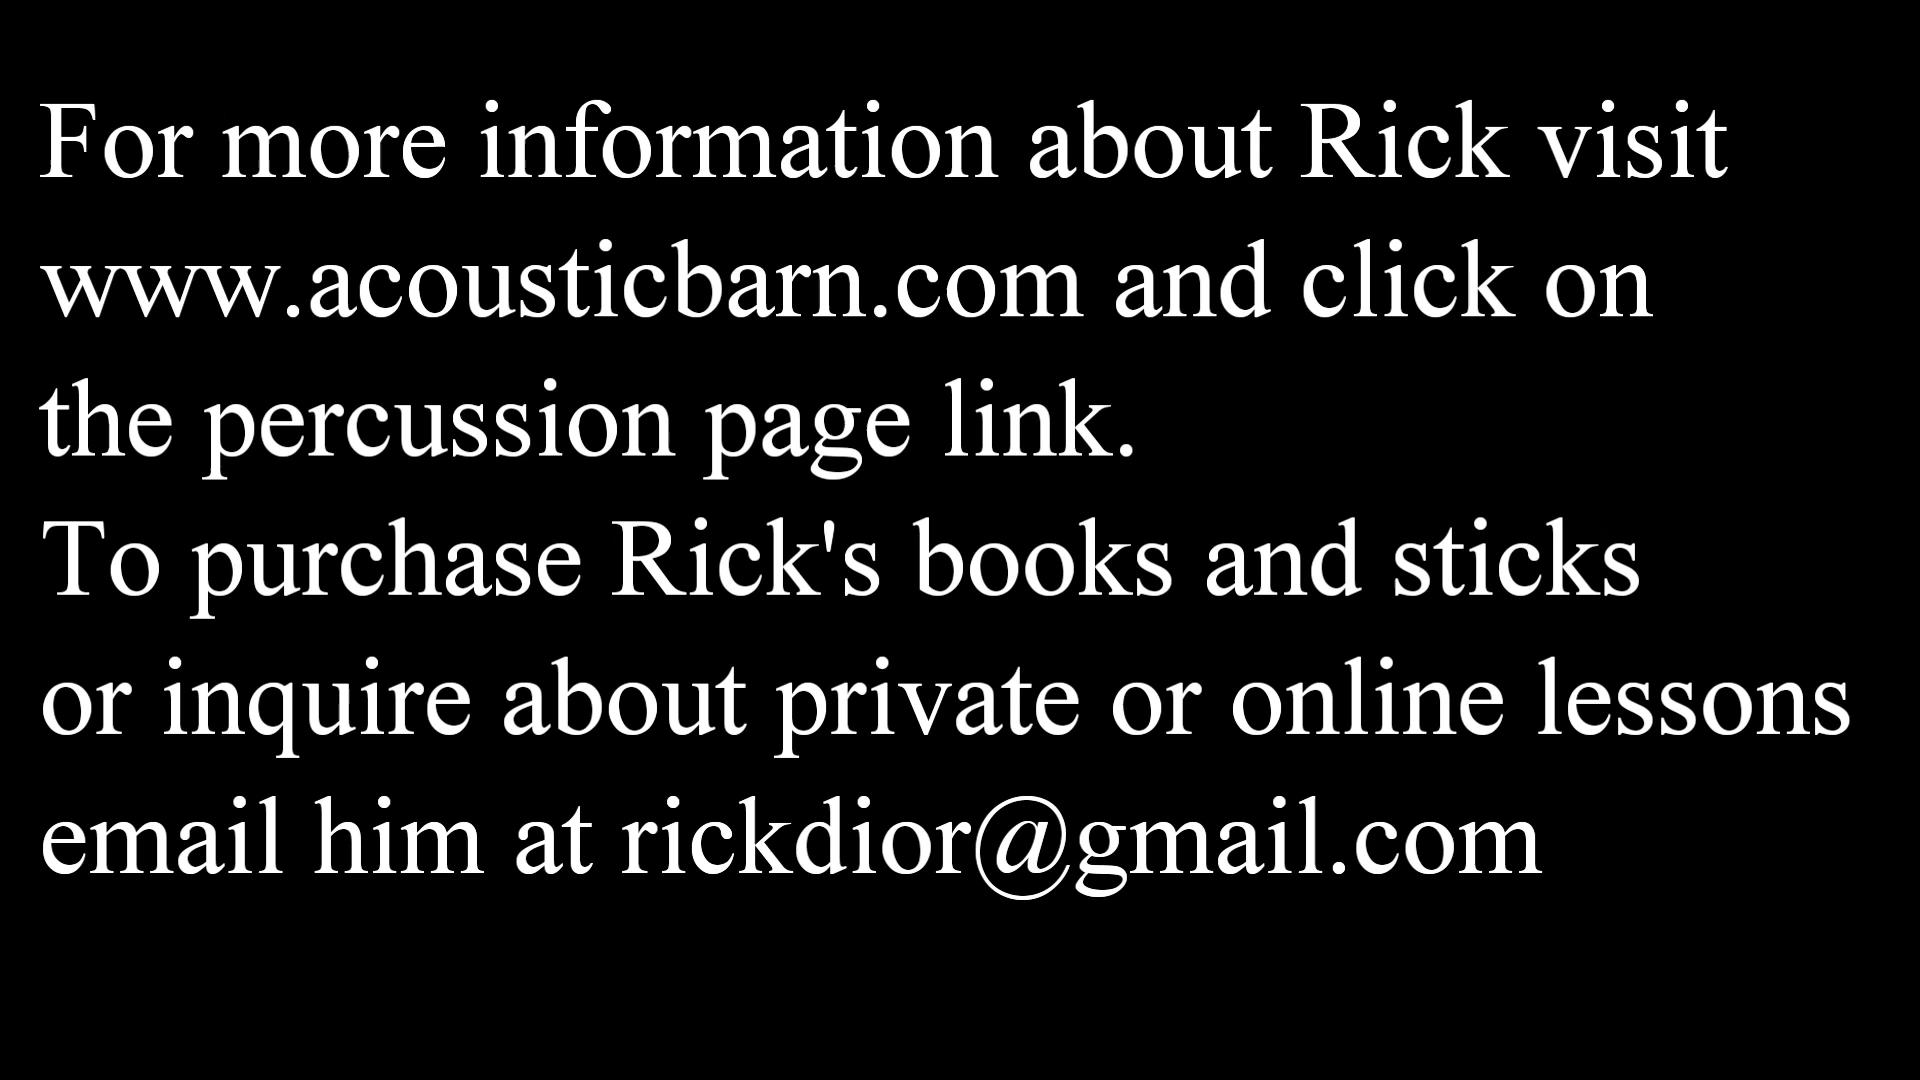 For more information about Rick visit
www.acousticbarn.com and click on
the percussion page link.
To purchase Rick's books and sticks
or inquire about private or online lessons
email him at rickdior@gmail.com